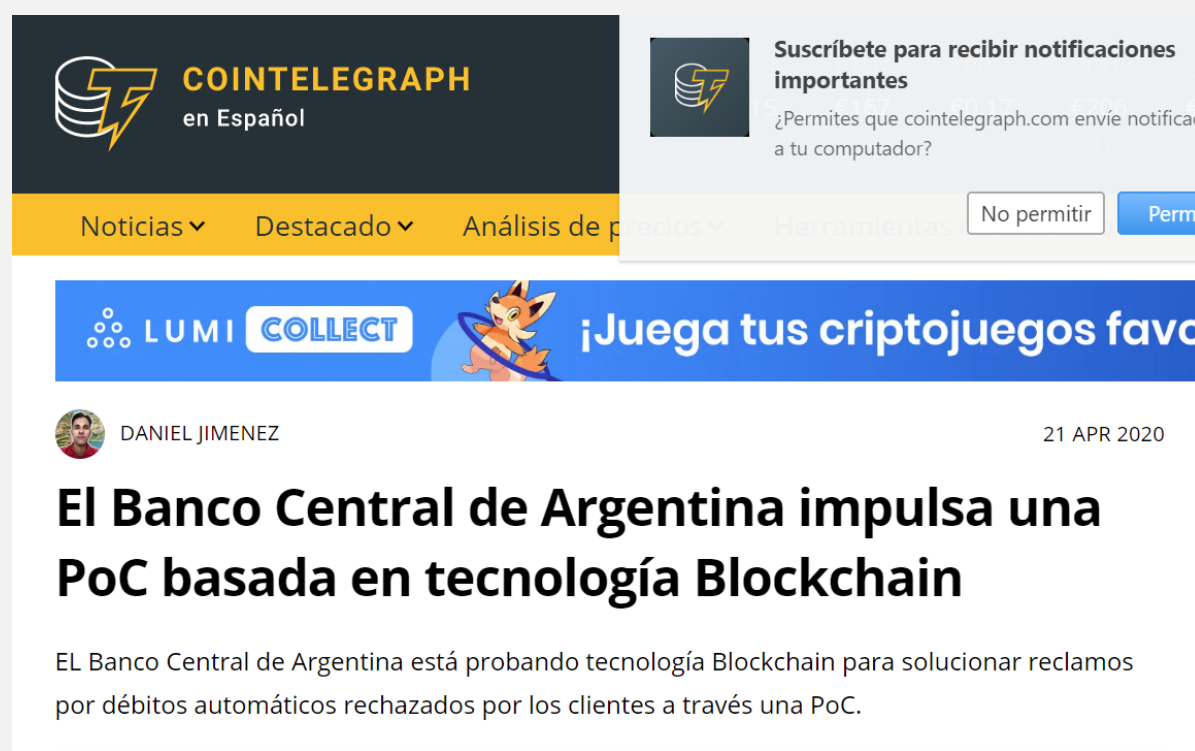 COINTELEGRAPH
en Español
Suscríbete para recibir notificaciones
importantes
¿Permites que cointelegraph.com envíe
a tu computador?
No permitir
Noticias Destacado Análisis de precios Herramientas
LUMI COLLECT ¡Juega tus criptojuegos
DANIEL JIMENEZ 21 APR 2020
El Banco Central de Argentina impulsa una
PoC basada en tecnología Blockchain
EL Banco Central de Argentina está probando tecnología Blockchain para solucionar reclamos
por débitos automáticos rechazados por los clientes a través una PoC.